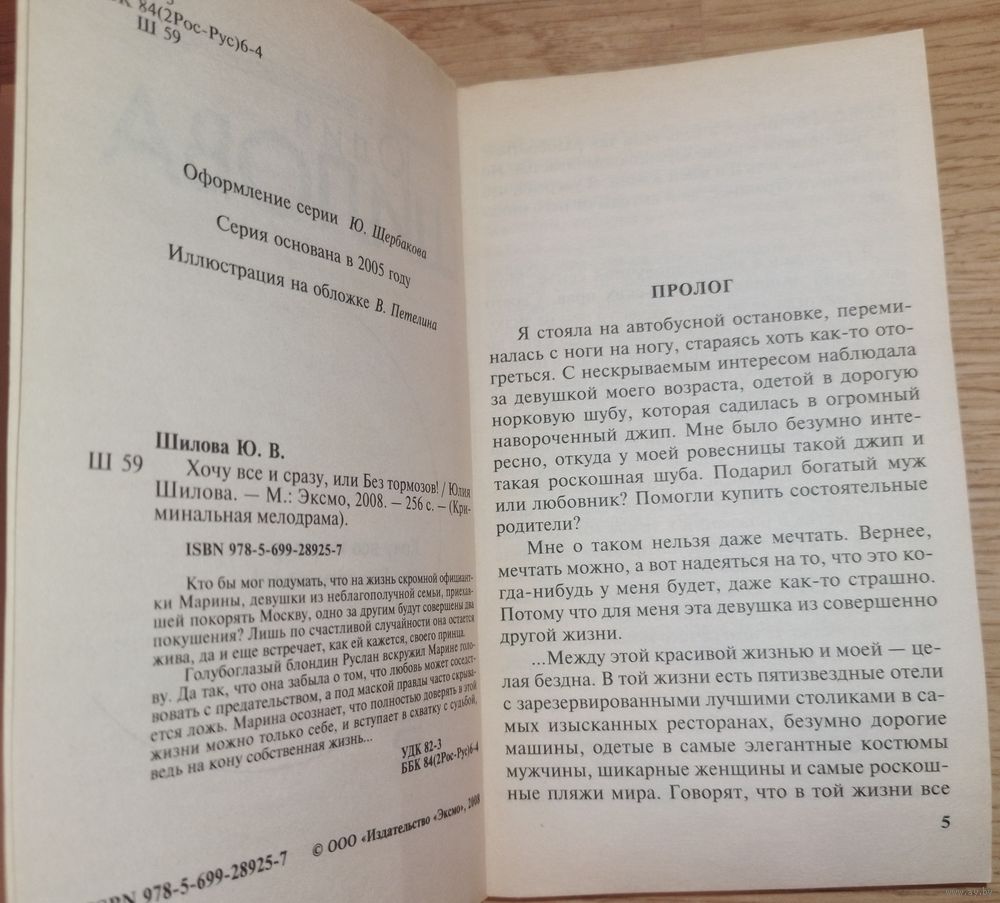 БК 84(2Рос-Рус)6-4
Ш 59
Оформление серии Ю. Щербакова
Серия основана в 2005 году
Иллюстрация на обложке В. Петелина
Шилова Ю. В.
Ш 59
Хочу все и сразу, или Без тормозов! / Юлия
Шилова. — М.: Эксмо, 2008. — 256 с. — (Кри-
минальная мелодрама).
ISBN 978-5-699-28925-7
Кто бы мог подумать, что на жизнь скромной официант-
ки Марины, девушки из неблагополучной семьи, приехав-
шей покорять Москву, одно за другим будут совершены два
покушения? Лишь по счастливой случайности она остается
жива, да и еще встречает, как ей кажется, своего принца.
Голубоглазый блондин Руслан вскружил Марине голо-
ву. Да так, что она забыла о том, что любовь может соседст-
вовать с предательством, а под маской правды часто скрыва-
ется ложь. Марина осознает, что полностью доверять в этой
жизни можно только себе, и вступает в схватку с судьбой,
ведь на кону собственная жизнь...
УДК 82-3
ББК 84(2Рос-Рус)6-4
© ООО «Издательство «Эксмо», 2008
ISBN 978-5-699-28925-7
ПРОЛОГ
Я стояла на автобусной остановке, переми-
налась с ноги на ногу, стараясь хоть как-то ото-
греться. С нескрываемым интересом наблюдала
за девушкой моего возраста, одетой в дорогую
норковую шубу, которая садилась в огромный
навороченный джип. Мне было безумно инте-
ресно, откуда у моей ровесницы такой джип и
такая роскошная шуба. Подарил богатый муж
или любовник? Помогли купить состоятельные
родители?
Мне о таком нельзя даже мечтать. Вернее,
мечтать можно, а вот надеяться на то, что это ко-
гда-нибудь у меня будет, даже как-то страшно.
Потому что для меня эта девушка из совершенно
другой жизни.
...Между этой красивой жизнью и моей — це-
лая бездна. В той жизни есть пятизвездные отели
с зарезервированными лучшими столиками в са-
мых изысканных ресторанах, безумно дорогие
машины, одетые в самые элегантные костюмы
мужчины, шикарные женщины и самые роскош-
ные пляжи мира. Говорят, что в той жизни все
5
www.ay.by